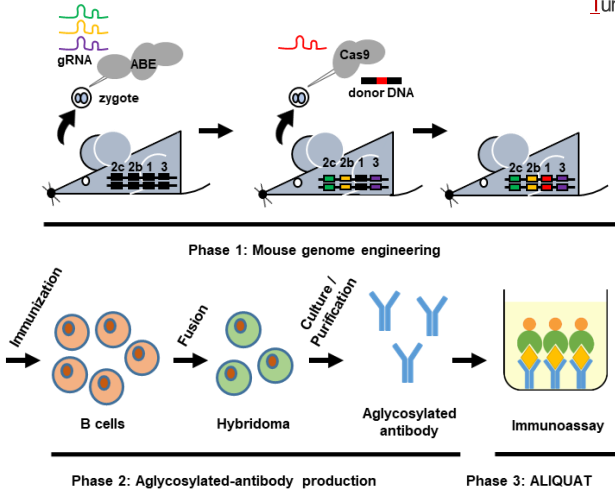 Tur
gRNA
ABE
zygote
Cas9
donor DNA
2c 2b 1 3
2c 2b 1 3
2c 2b 1 3
Phase 1: Mouse genome engineering
Immunization
Fusion
Culture /
Purification
B cells
Hybridoma
Aglycosylated
antibody
Immunoassay
Phase 2: Aglycosylated-antibody production
Phase 3: ALIQUAT